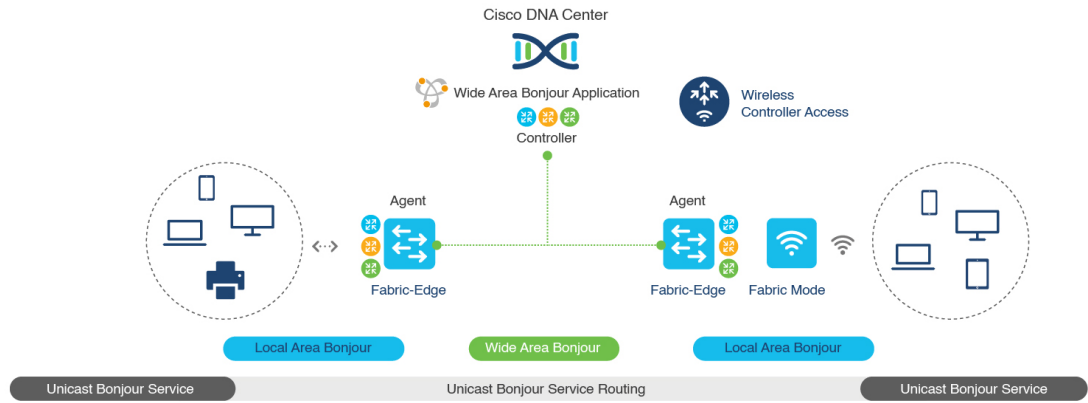 Cisco DNA Center
Wide Area Bonjour Application
Controller
Wireless
Controller Access
Agent
Agent
Fabric-Edge
Fabric-Edge
Fabric Mode
Local Area Bonjour
Wide Area Bonjour
Local Area Bonjour
Unicast Bonjour Service
Unicast Bonjour Service Routing
Unicast Bonjour Service